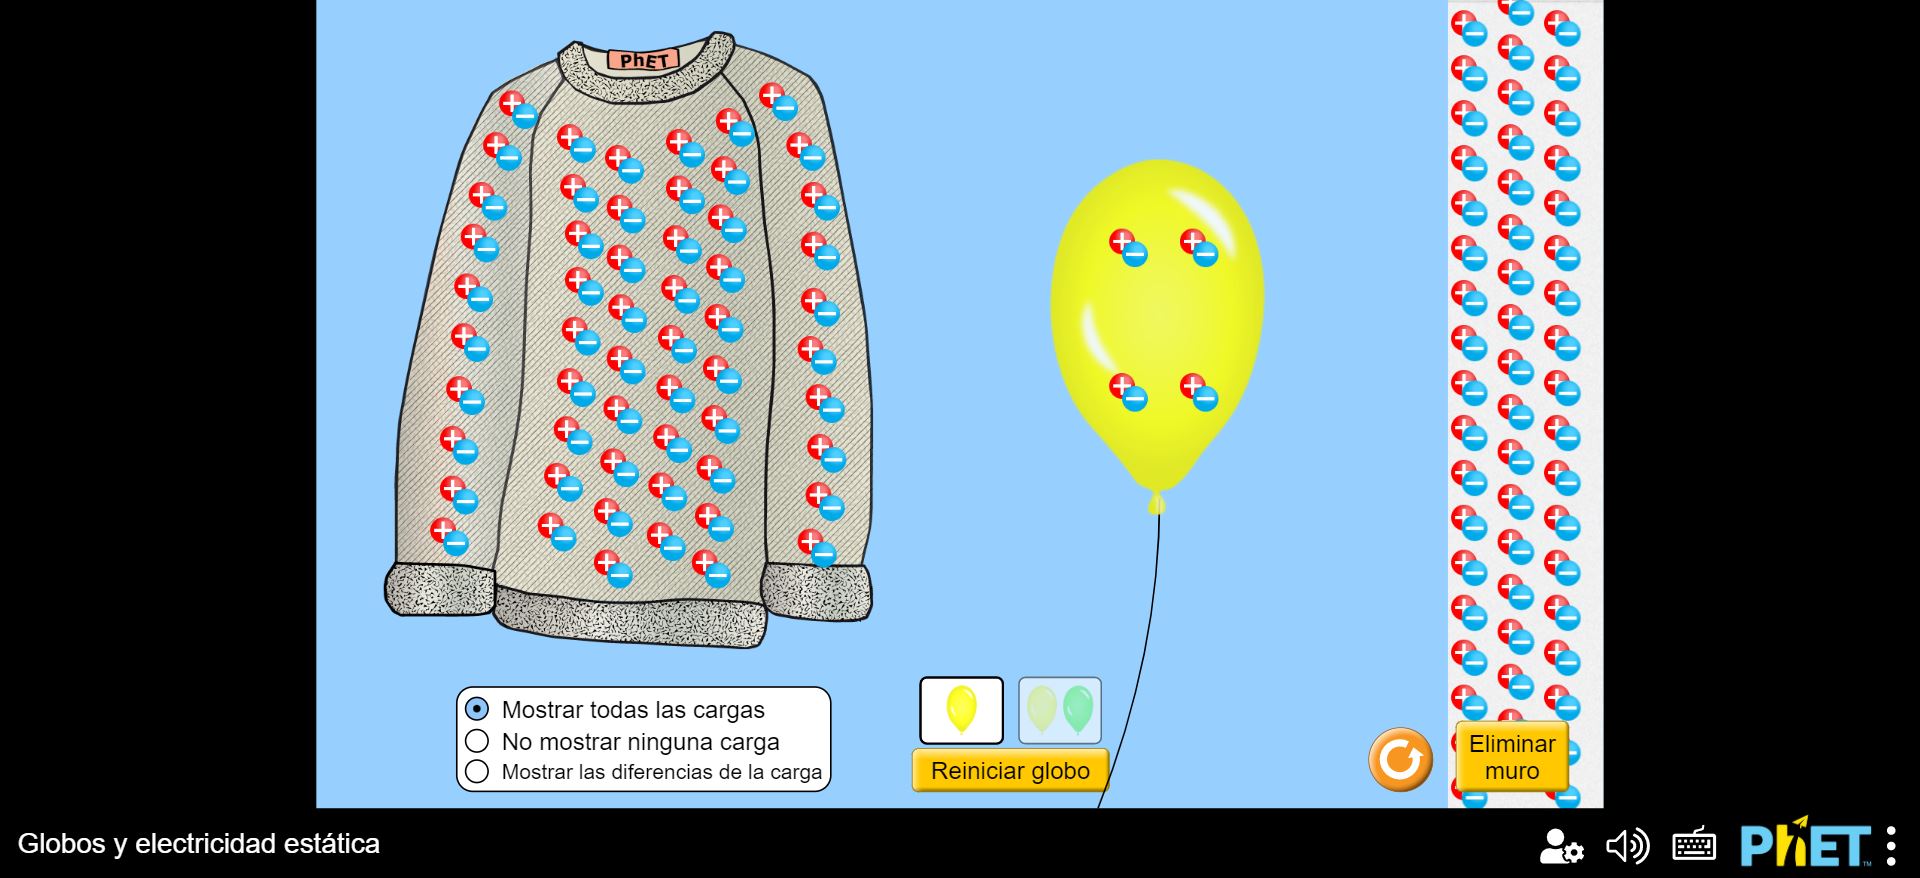 PhET
Mostrar todas las cargas
No mostrar ninguna carga
Mostrar las diferencias de la carga
Reiniciar globo
Eliminar
muro
Globos y electricidad estática
PhET
TM